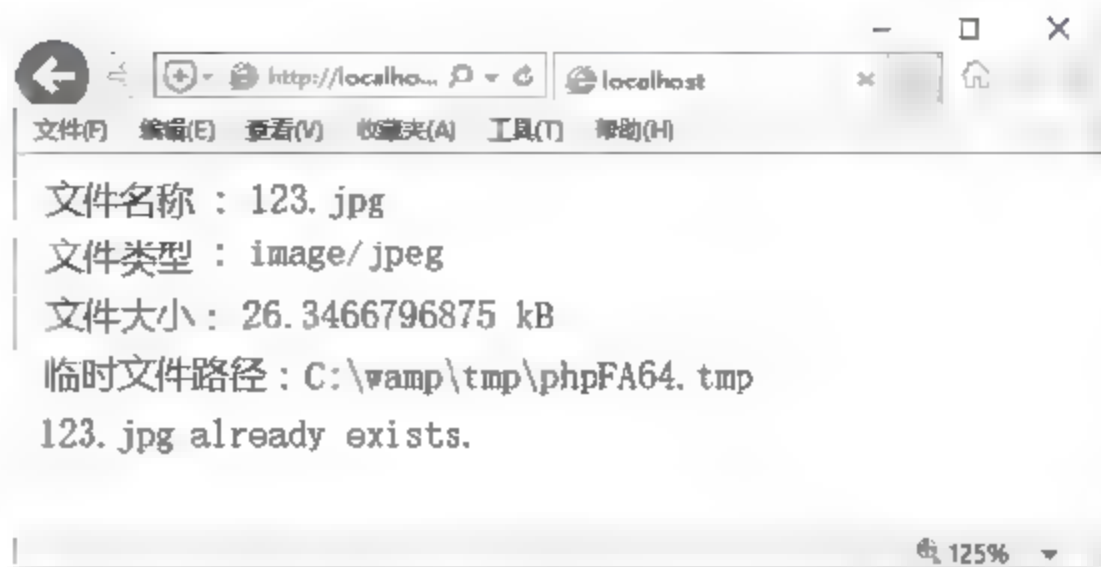 http://localho... localhost
文件(F) 编辑(E) 查看(V) 收藏夹(A) 工具(T) 帮助(H)
文件名称：123.jpg
文件类型：image/jpeg
文件大小：26.3466796875 kB
临时文件路径：C:\wamp\tmp\phpFA64.tmp
123.jpg already exists.
125%